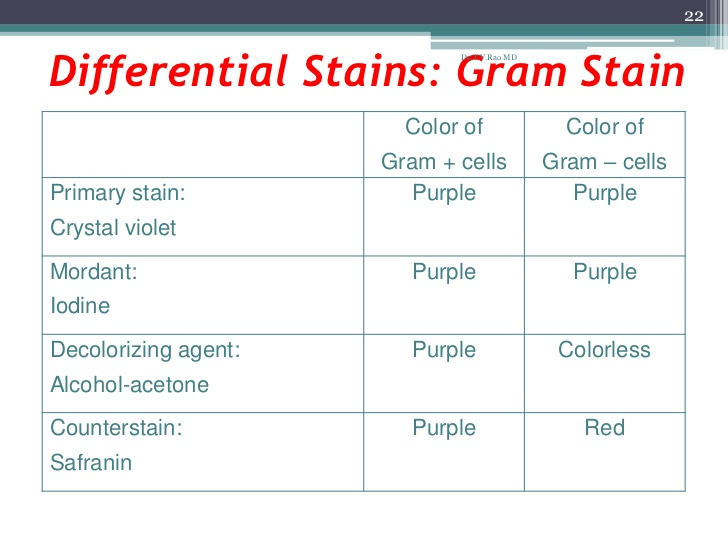 22
Rao MD
Differential Stains: Gram Stain
Color of
Gram + cells
Color of
Gram – cells
Primary stain:
Crystal violet
Purple
Purple
Mordant:
Iodine
Purple
Purple
Decolorizing agent:
Alcohol-acetone
Purple
Colorless
Counterstain:
Safranin
Purple
Red